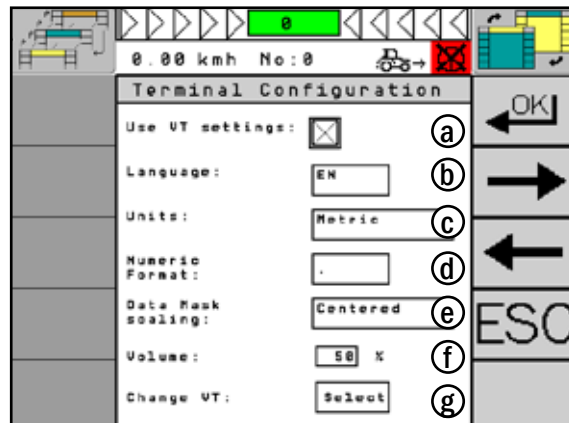 0
0.00 kmh No:0
Terminal Configuration
OK
Use VT settings: ⓐ
Language: EN ⓑ
Units: Metric ⓒ
Numeric
Format: . ⓓ
Data Mask
scaling: Centered ⓔ
ESC
Volume: 50 % ⓕ
Change VT: Select ⓖ